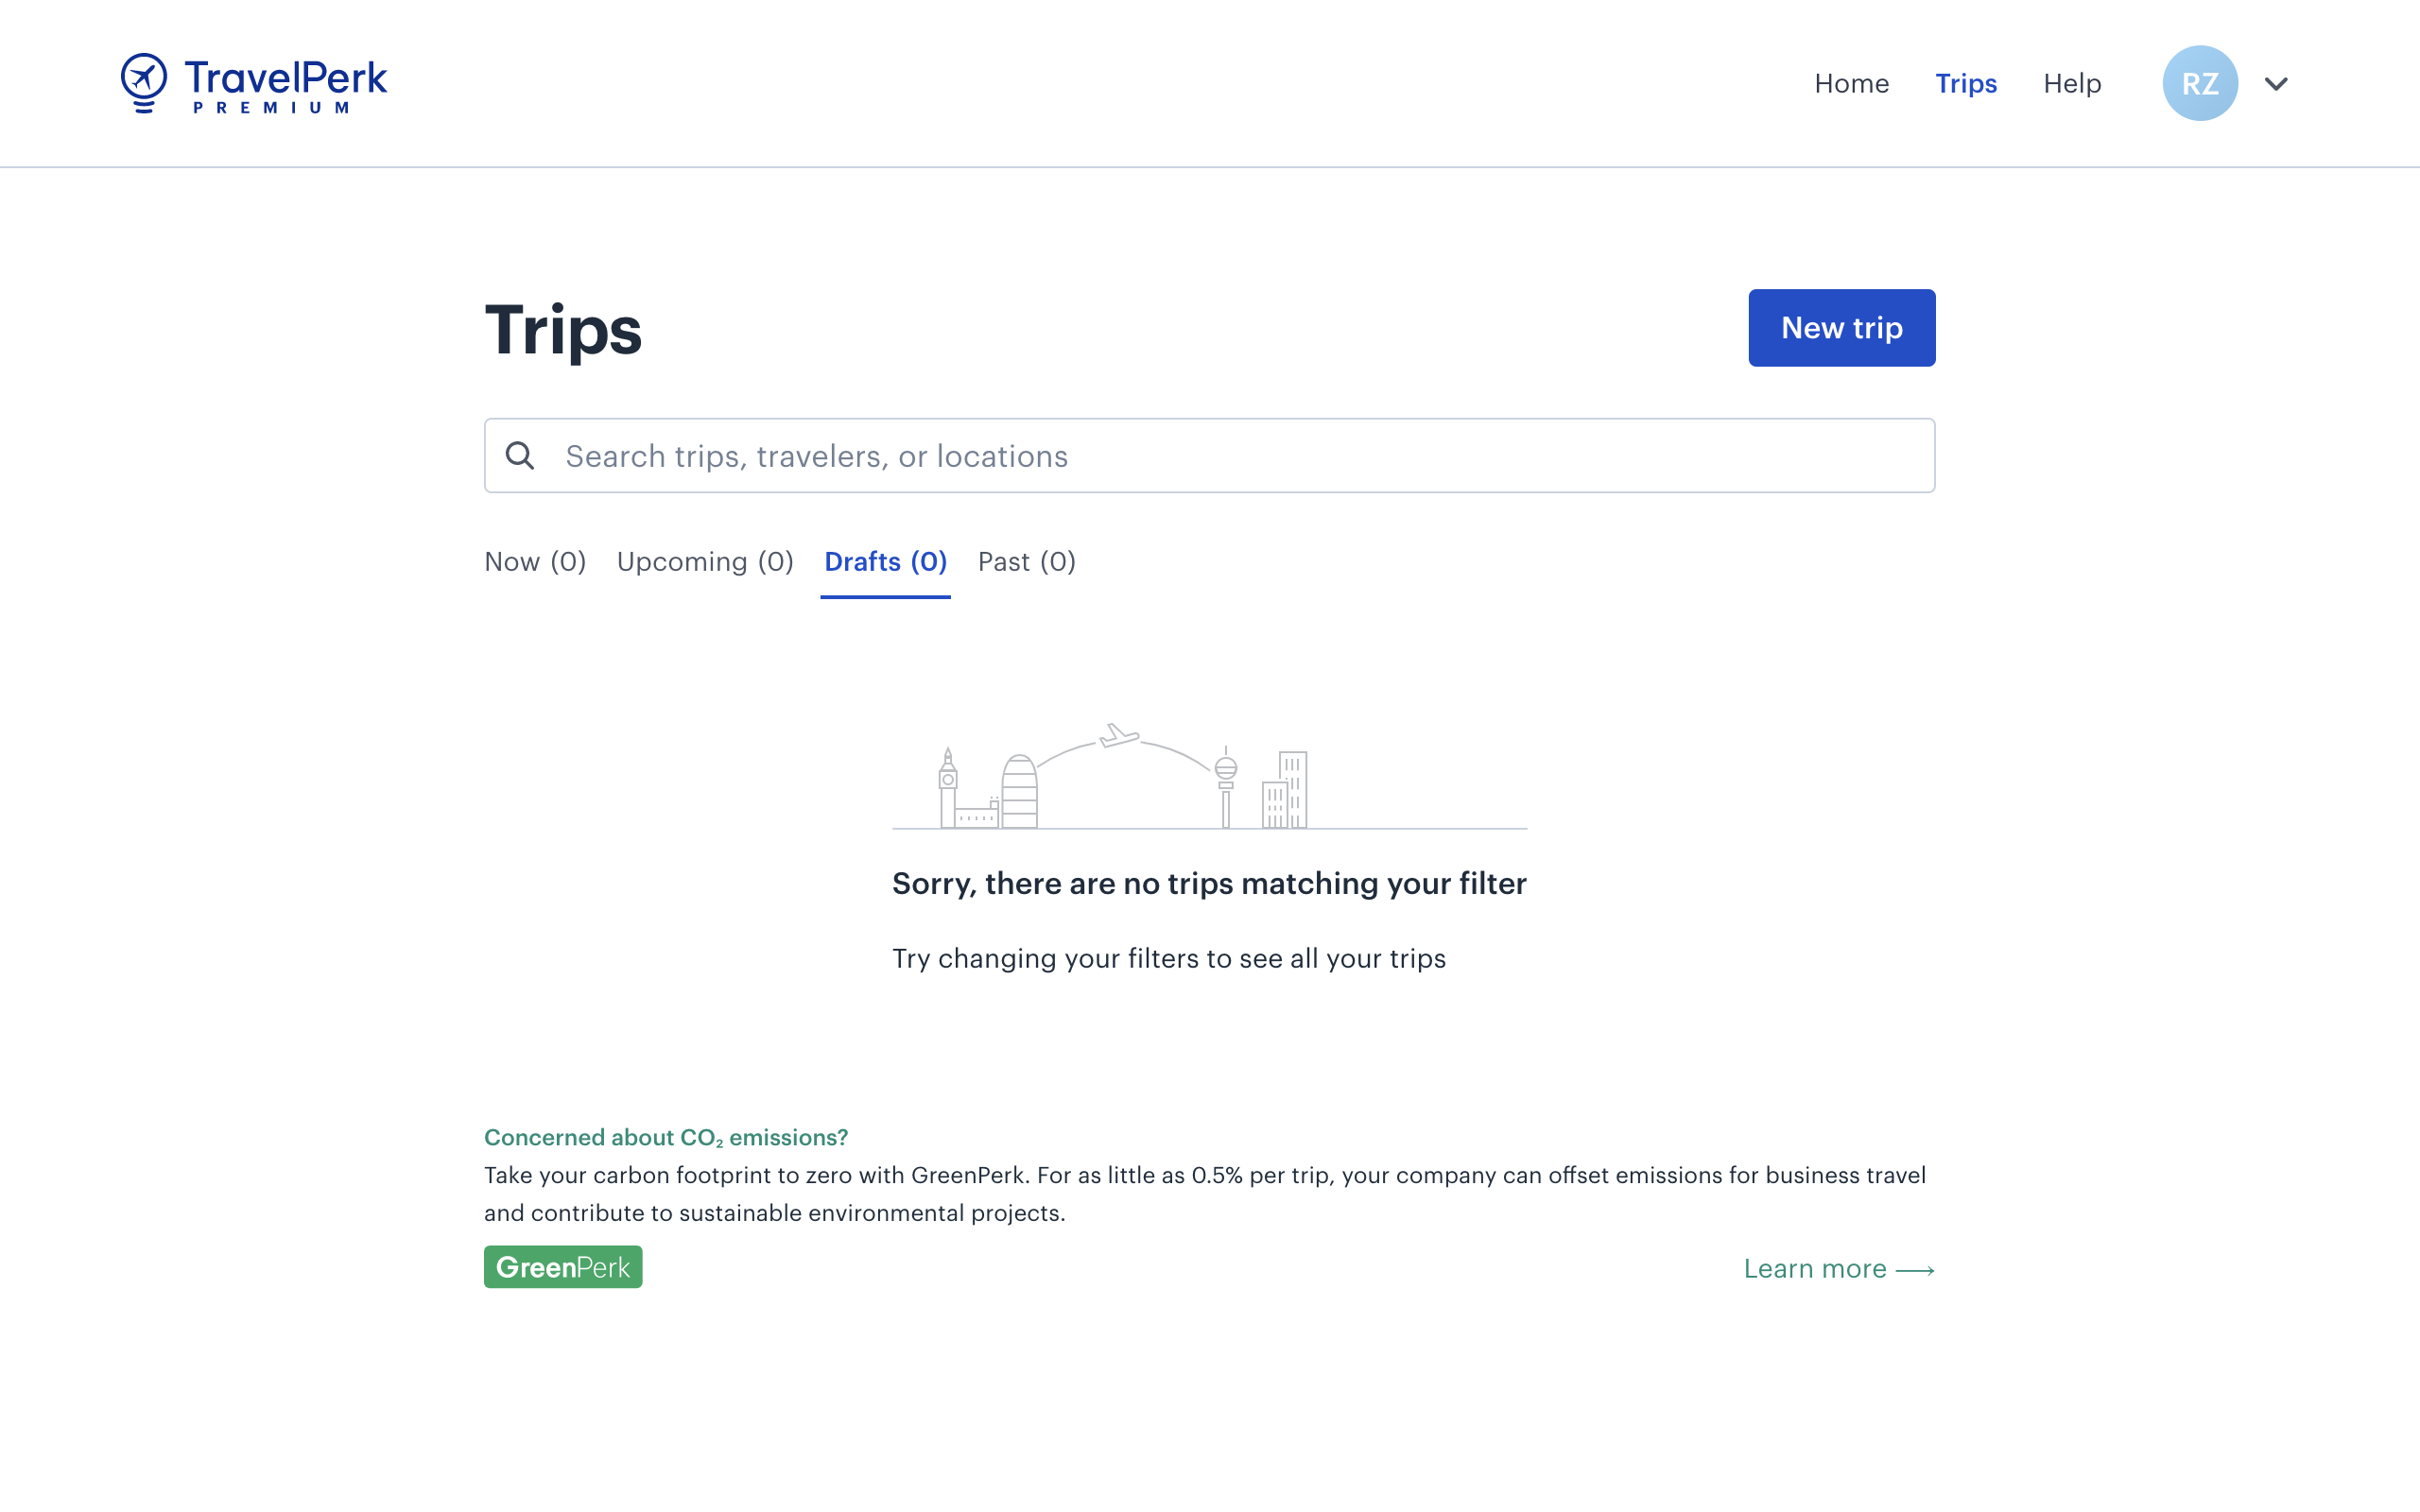 TravelPerk
PREMIUM
Home Trips Help RZ
Trips
New trip
Search trips, travelers, or locations
Now (0) Upcoming (0) Drafts (0) Past (0)
Sorry, there are no trips matching your filter
Try changing your filters to see all your trips
Concerned about CO₂ emissions?
Take your carbon footprint to zero with GreenPerk. For as little as 0.5% per trip, your company can offset emissions for business travel
and contribute to sustainable environmental projects.
GreenPerk
Learn more ⟶